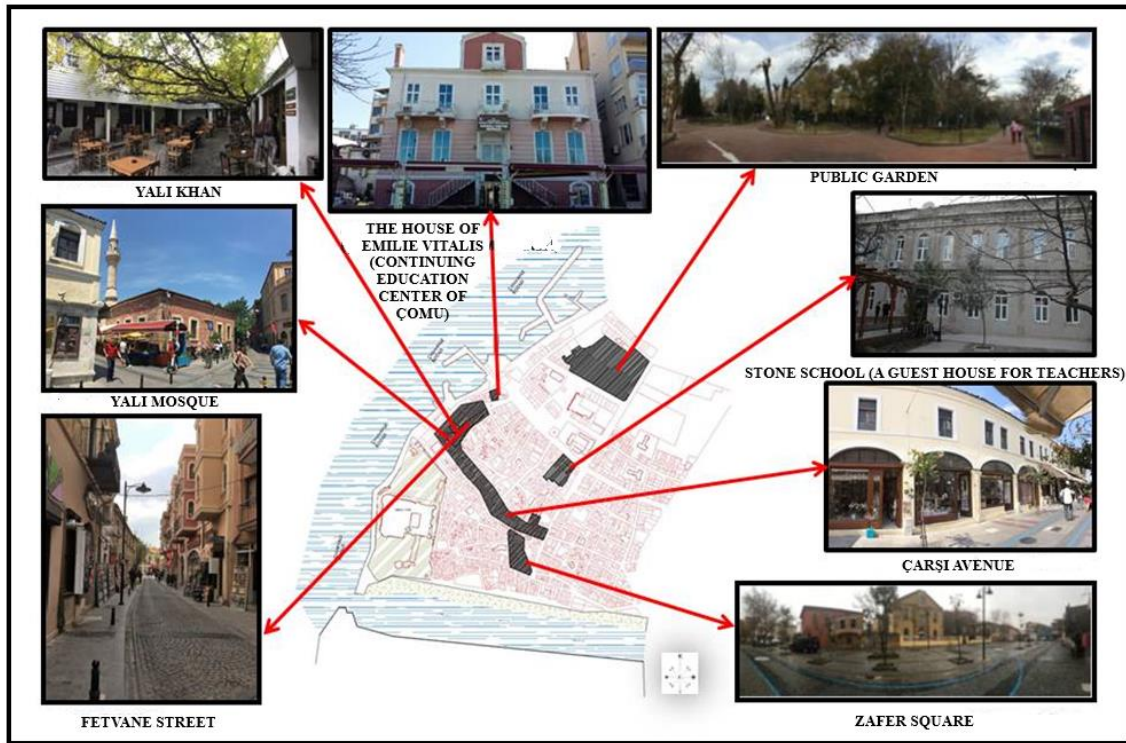 YALI KHAN
THE HOUSE OF
EMILIE VITALIS
(CONTINUING
EDUCATION
CENTER OF
ÇOMU)
PUBLIC GARDEN
YALI MOSQUE
STONE SCHOOL (A GUEST HOUSE FOR TEACHERS)
FETVANE STREET
ÇARŞI AVENUE
ZAFER SQUARE